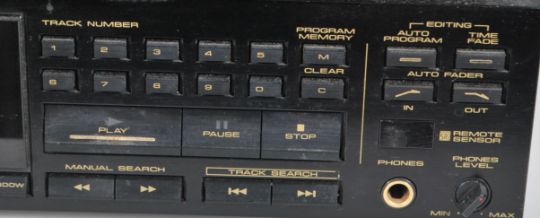 TRACK NUMBER
PROGRAM
MEMORY
EDITING
AUTO
PROGRAM
TIME
FADE
1 2 3 4 5 M
CLEAR
AUTO FADER
6 7 8 9 0 C
IN OUT
PLAY PAUSE STOP
REMOTE
SENSOR
MANUAL SEARCH TRACK SEARCH
PHONES
PHONES
LEVEL
MIN MAX